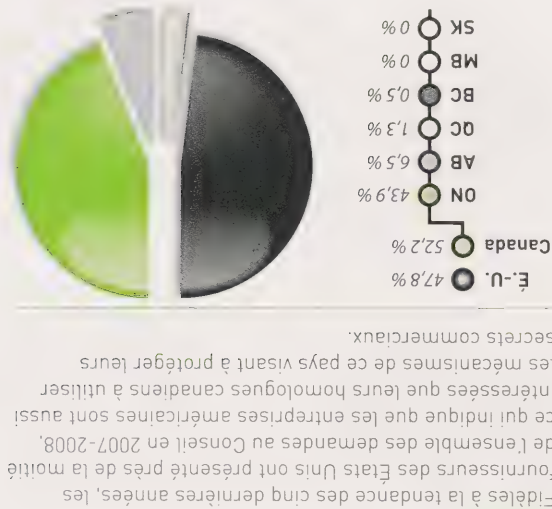 Fidèles à la tendance des cinq dernières années, les
fournisseurs des États Unis ont présenté près de la moitié
de l'ensemble des demandes au Conseil en 2007-2008,
ce qui indique que les entreprises américaines sont aussi
intéressées que leurs homologues canadiens à utiliser
les mécanismes de ce pays visant à protéger leurs
secrets commerciaux.
É.-U. 47,8 %
Canada 52,2 %
ON 43,9 %
AB 6,5 %
QC 1,3 %
BC 0,5 %
MB 0 %
SK 0 %